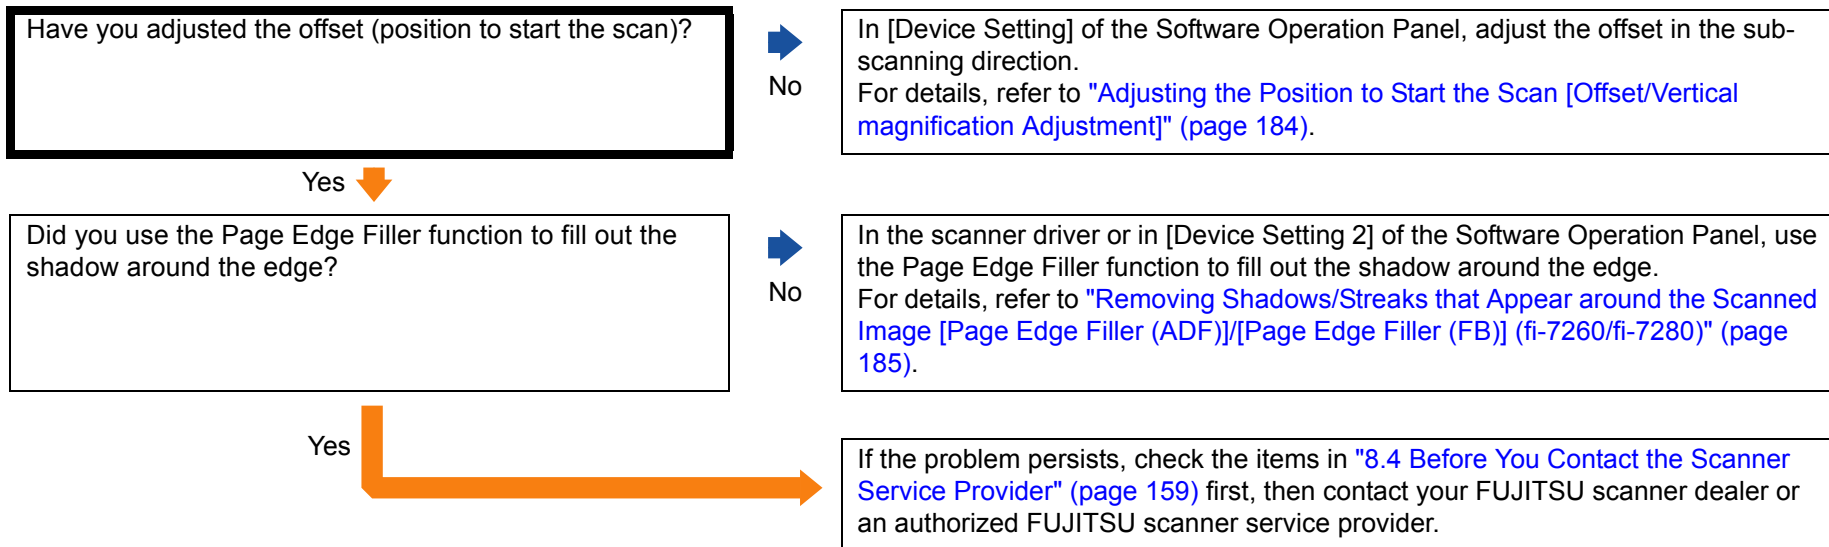 Have you adjusted the offset (position to start the scan)?
No
In [Device Setting] of the Software Operation Panel, adjust the offset in the sub-
scanning direction.
For details, refer to "Adjusting the Position to Start the Scan [Offset/Vertical
magnification Adjustment]" (page 184).
Yes
Did you use the Page Edge Filler function to fill out the
shadow around the edge?
No
In the scanner driver or in [Device Setting 2] of the Software Operation Panel, use
the Page Edge Filler function to fill out the shadow around the edge.
For details, refer to "Removing Shadows/Streaks that Appear around the Scanned
Image [Page Edge Filler (ADF)]/[Page Edge Filler (FB)] (fi-7260/fi-7280)" (page
185).
Yes
If the problem persists, check the items in "8.4 Before You Contact the Scanner
Service Provider" (page 159) first, then contact your FUJITSU scanner dealer or
an authorized FUJITSU scanner service provider.